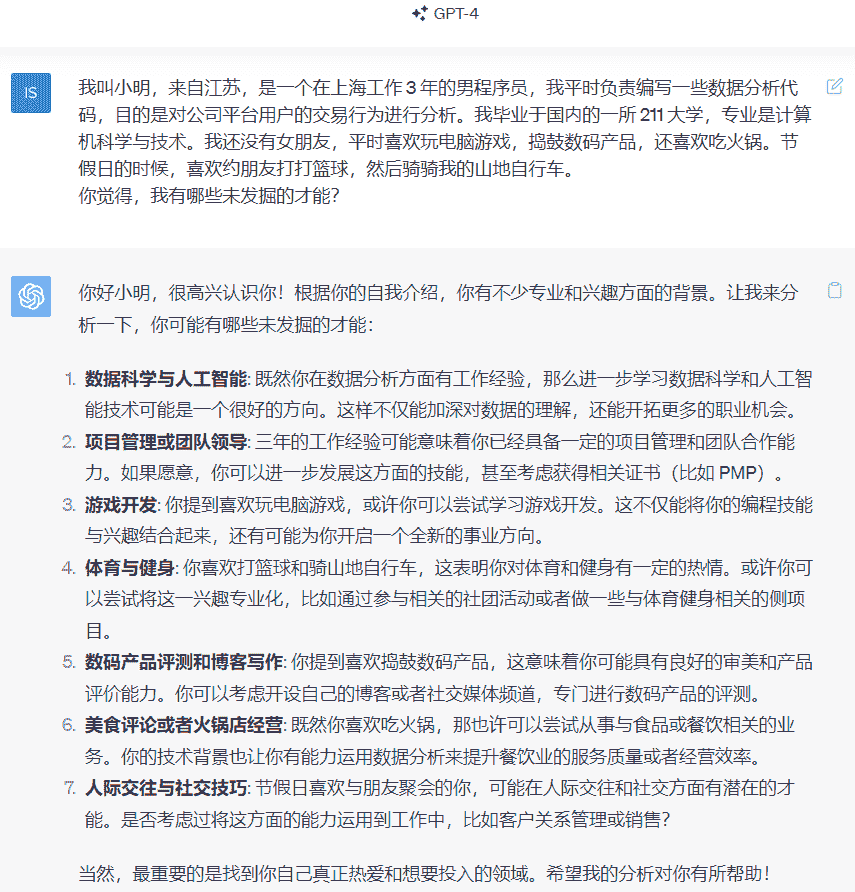 GPT-4
IS
我叫小明，来自江苏，是一个在上海工作 3 年的男程序员，我平时负责编写一些数据分析代
码，目的是对公司平台用户的交易行为进行分析。我毕业于国内的一所 211 大学，专业是计算
机科学与技术。我还没有女朋友，平时喜欢玩电脑游戏，捣鼓数码产品，还喜欢吃火锅。节
假日的时候，喜欢约朋友打打篮球，然后骑骑我的山地自行车。
你觉得，我有哪些未发掘的才能？
你好小明，很高兴认识你！根据你的自我介绍，你有不少专业和兴趣方面的背景。让我来分
析一下，你可能有哪些未发掘的才能：
1. 数据科学与人工智能: 既然你在数据分析方面有工作经验，那么进一步学习数据科学和人工智
能技术可能是一个很好的方向。这样不仅能加深对数据的理解，还能开拓更多的职业机会。
2. 项目管理或团队领导: 三年的工作经验可能意味着你已经具备一定的项目管理和团队合作能
力。如果愿意，你可以进一步发展这方面的技能，甚至考虑获得相关证书（比如 PMP）。
3. 游戏开发: 你提到喜欢玩电脑游戏，或许你可以尝试学习游戏开发。这不仅能将你的编程技能
与兴趣结合起来，还有可能为你开启一个全新的事业方向。
4. 体育与健身: 你喜欢打篮球和骑山地自行车，这表明你对体育和健身有一定的热情。或许你可
以尝试将这一兴趣专业化，比如通过参与相关的社团活动或者做一些与体育健身相关的侧项
目。
5. 数码产品评测和博客写作: 你提到喜欢捣鼓数码产品，这意味着你可能具有良好的审美和产品
评价能力。你可以考虑开设自己的博客或者社交媒体频道，专门进行数码产品的评测。
6. 美食评论或者火锅店经营: 既然你喜欢吃火锅，那也许可以尝试从事与食品或餐饮相关的业
务。你的技术背景也让你有能力运用数据分析来提升餐饮业的服务质量或者经营效率。
7. 人际交往与社交技巧: 节假日喜欢与朋友聚会的你，可能在人际交往和社交方面有潜在的才
能。是否考虑过将这方面的能力运用到工作中，比如客户关系管理或销售？
当然，最重要的是找到你自己真正热爱和想要投入的领域。希望我的分析对你有所帮助！